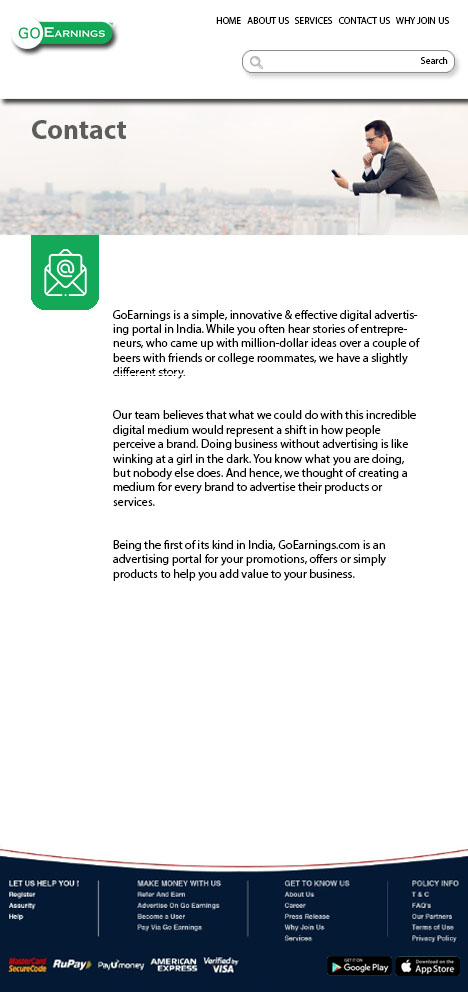 GO EARNINGS
HOME ABOUT US SERVICES CONTACT US WHY JOIN US
Search
Contact
GoEarnings is a simple, innovative & effective digital advertis-
ing portal in India. While you often hear stories of entrepre-
neurs, who came up with million-dollar ideas over a couple of
beers with friends or college roommates, we have a slightly
different story.
Our team believes that what we could do with this incredible
digital medium would represent a shift in how people
perceive a brand. Doing business without advertising is like
winking at a girl in the dark. You know what you are doing,
but nobody else does. And hence, we thought of creating a
medium for every brand to advertise their products or
services.
Being the first of its kind in India, GoEarnings.com is an
advertising portal for your promotions, offers or simply
products to help you add value to your business.
LET US HELP YOU !
Register
Assurity
Help
MAKE MONEY WITH US
Refer And Earn
Advertise On Go Earnings
Become a User
Pay Via Go Earnings
GET TO KNOW US
About Us
Career
Press Release
Why Join Us
Services
POLICY INFO
T & C
FAQ's
Our Partners
Terms of Use
Privacy Policy
MasterCard
SecureCode
RuPay
PayUmoney
AMERICAN
EXPRESS
Verified by
VISA
GET IT ON
Google Play
Download on the
App Store